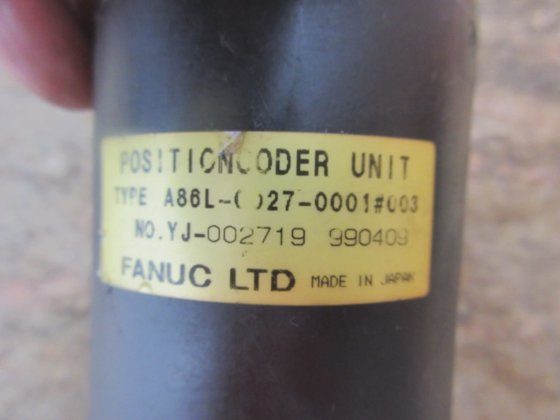 POSITIONCODER UNIT
TYPE A86L-0027-0001#003
NO.YJ-002719 990409
FANUC LTD MADE IN JAPAN